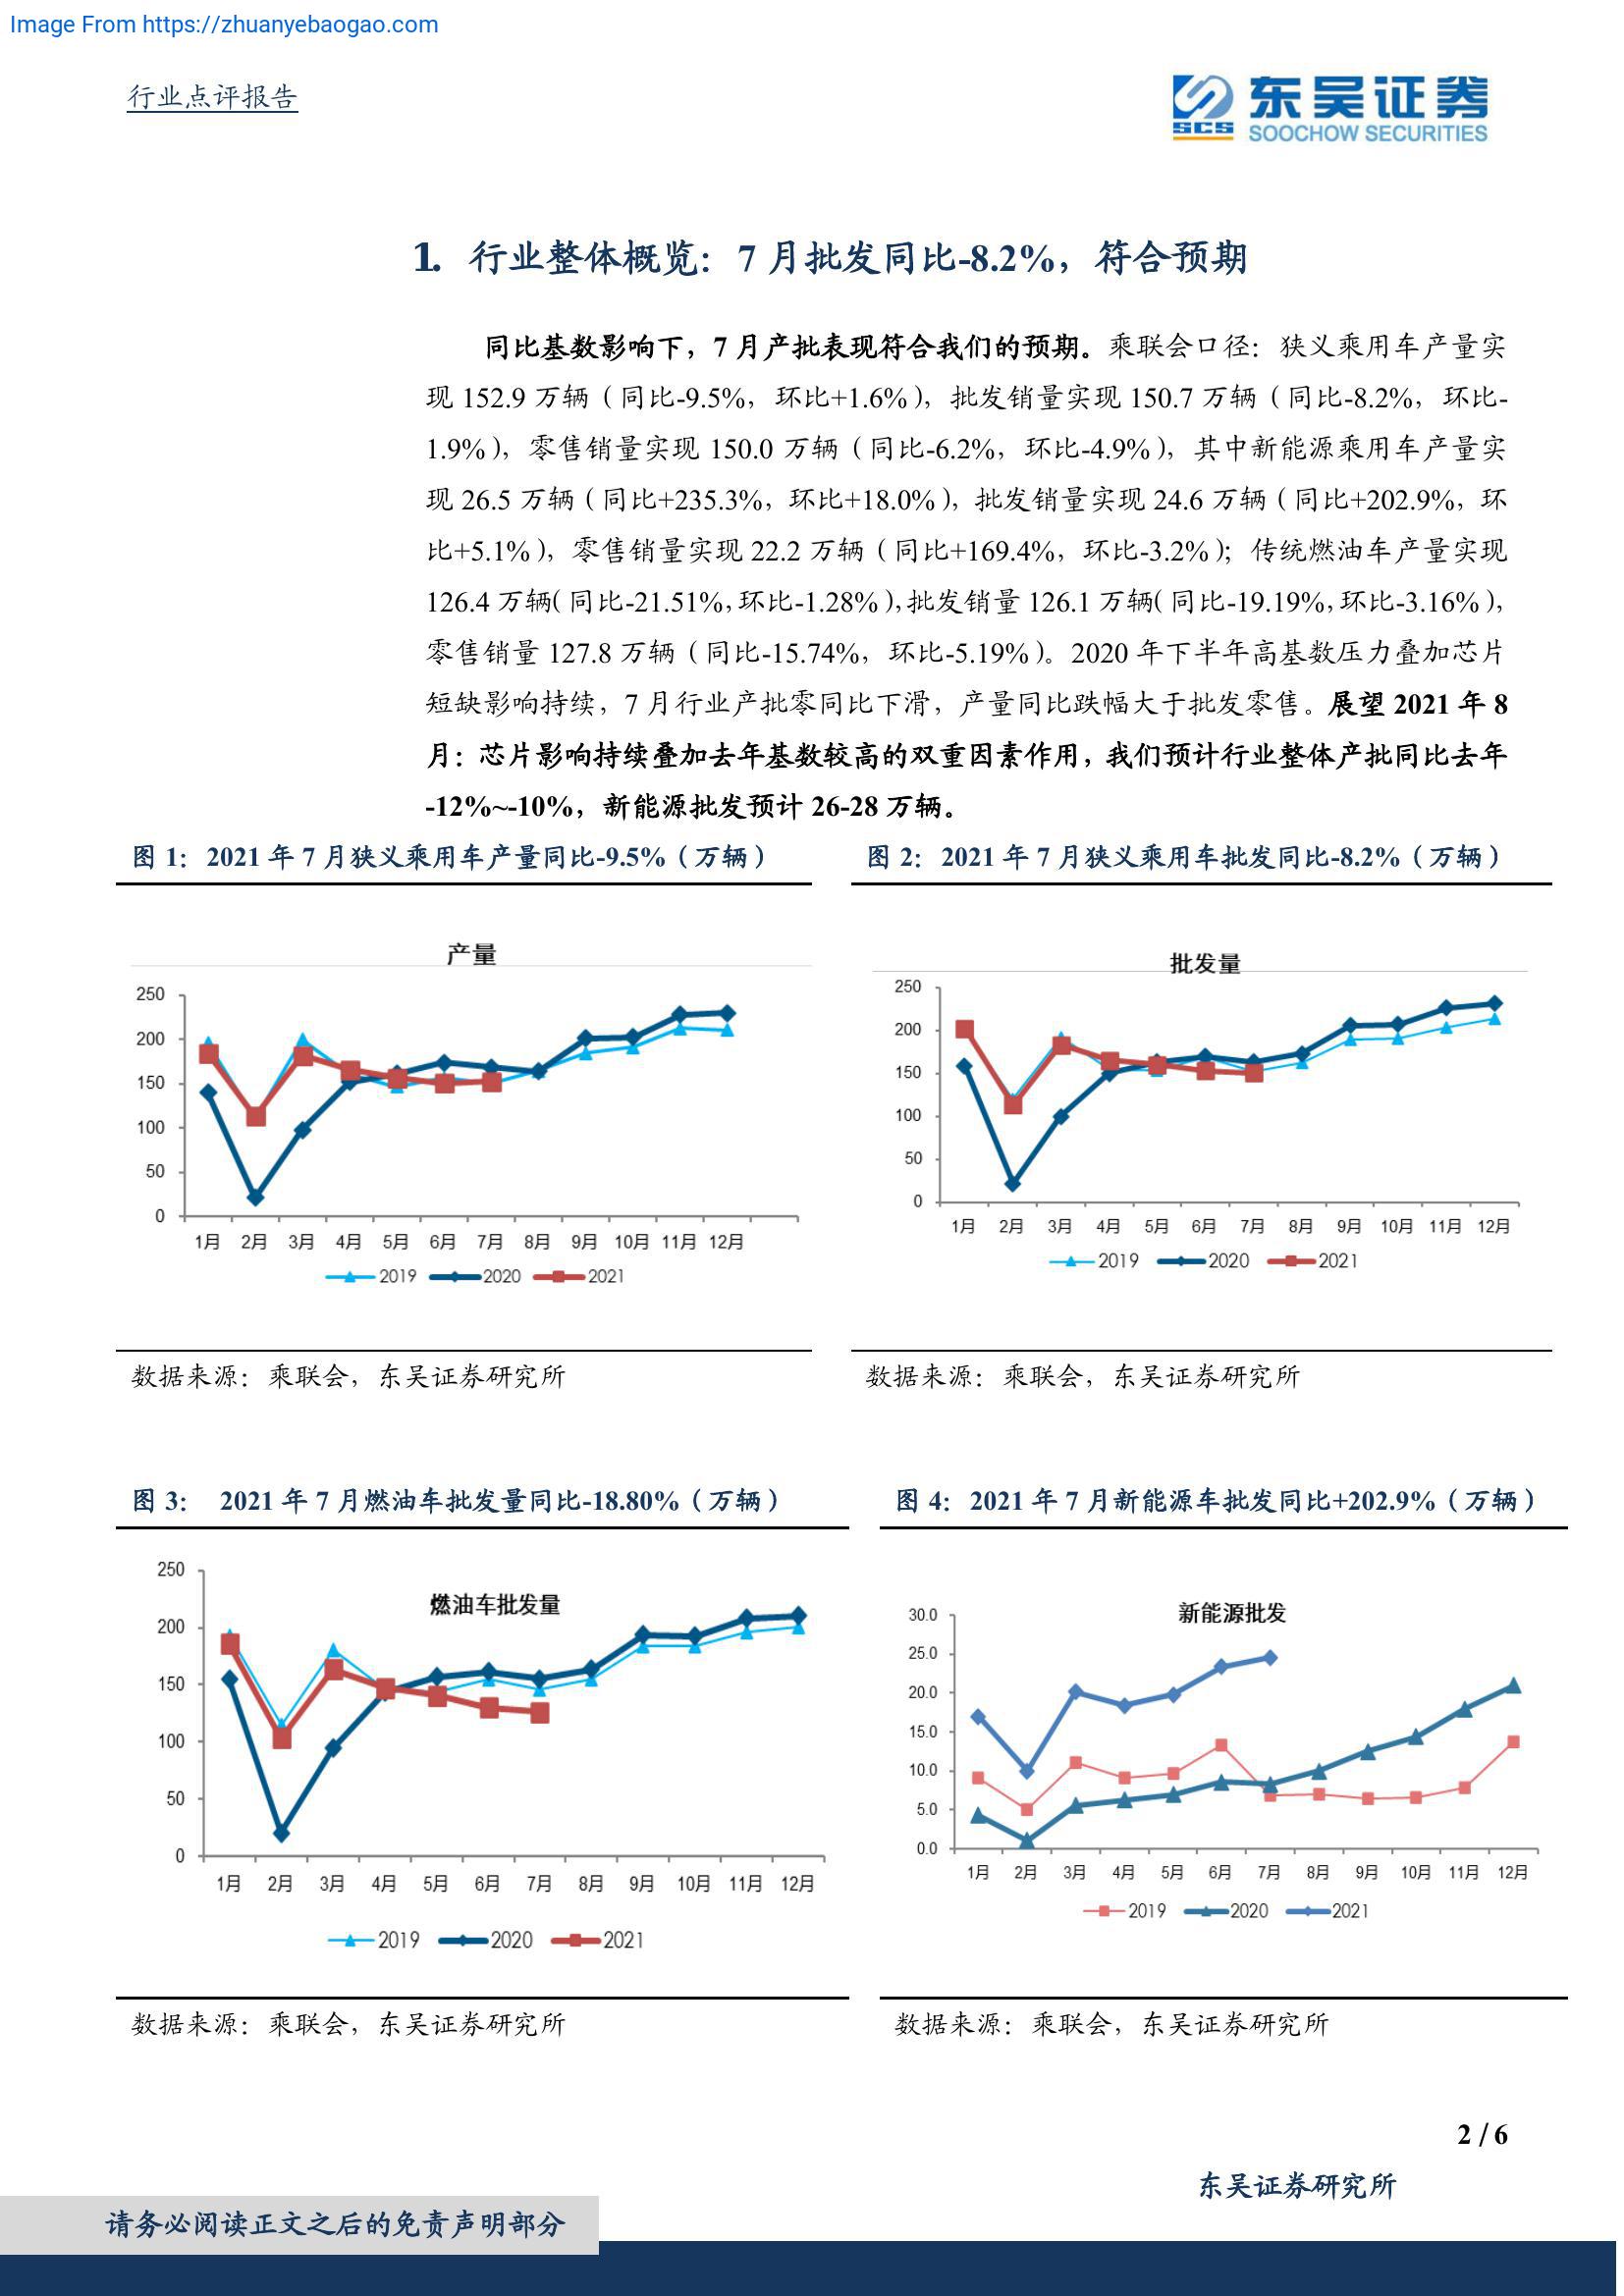 Image From https://zhuanyebaogao.com
行业点评报告
SCS
东吴证券
SOOCHOW SECURITIES
1. 行业整体概览：7 月批发同比-8.2%，符合预期
同比基数影响下，7 月产批表现符合我们的预期。乘联会口径：狭义乘用车产量实
现 152.9 万辆（同比-9.5%，环比+1.6%），批发销量实现 150.7 万辆（同比-8.2%，环比-
1.9%），零售销量实现 150.0 万辆（同比-6.2%，环比-4.9%），其中新能源乘用车产量实
现 26.5 万辆（同比+235.3%，环比+18.0%），批发销量实现 24.6 万辆（同比+202.9%，环
比+5.1%），零售销量实现 22.2 万辆（同比+169.4%，环比-3.2%）；传统燃油车产量实现
126.4 万辆（同比-21.51%，环比-1.28%），批发销量 126.1 万辆（同比-19.19%，环比-3.16%），
零售销量 127.8 万辆（同比-15.74%，环比-5.19%）。2020 年下半年高基数压力叠加芯片
短缺影响持续，7 月行业产批零同比下滑，产量同比跌幅大于批发零售。展望 2021 年 8
月：芯片影响持续叠加去年基数较高的双重因素作用，我们预计行业整体产批同比去年
-12%~-10%，新能源批发预计 26-28 万辆。
图 1：2021 年 7 月狭义乘用车产量同比-9.5%（万辆）
产量
250
200
150
100
50
0
1月 2月 3月 4月 5月 6月 7月 8月 9月 10月 11月 12月
2019 2020 2021
数据来源：乘联会，东吴证券研究所
图 2：2021 年 7 月狭义乘用车批发同比-8.2%（万辆）
批发量
250
200
150
100
50
0
1月 2月 3月 4月 5月 6月 7月 8月 9月 10月 11月 12月
2019 2020 2021
数据来源：乘联会，东吴证券研究所
图 3： 2021 年 7 月燃油车批发量同比-18.80%（万辆）
燃油车批发量
250
200
150
100
50
0
1月 2月 3月 4月 5月 6月 7月 8月 9月 10月 11月 12月
2019 2020 2021
数据来源：乘联会，东吴证券研究所
图 4：2021 年 7 月新能源车批发同比+202.9%（万辆）
新能源批发
30.0
25.0
20.0
15.0
10.0
5.0
0.0
1月 2月 3月 4月 5月 6月 7月 8月 9月 10月 11月 12月
2019 2020 2021
数据来源：乘联会，东吴证券研究所
2 / 6
东吴证券研究所
请务必阅读正文之后的免责声明部分